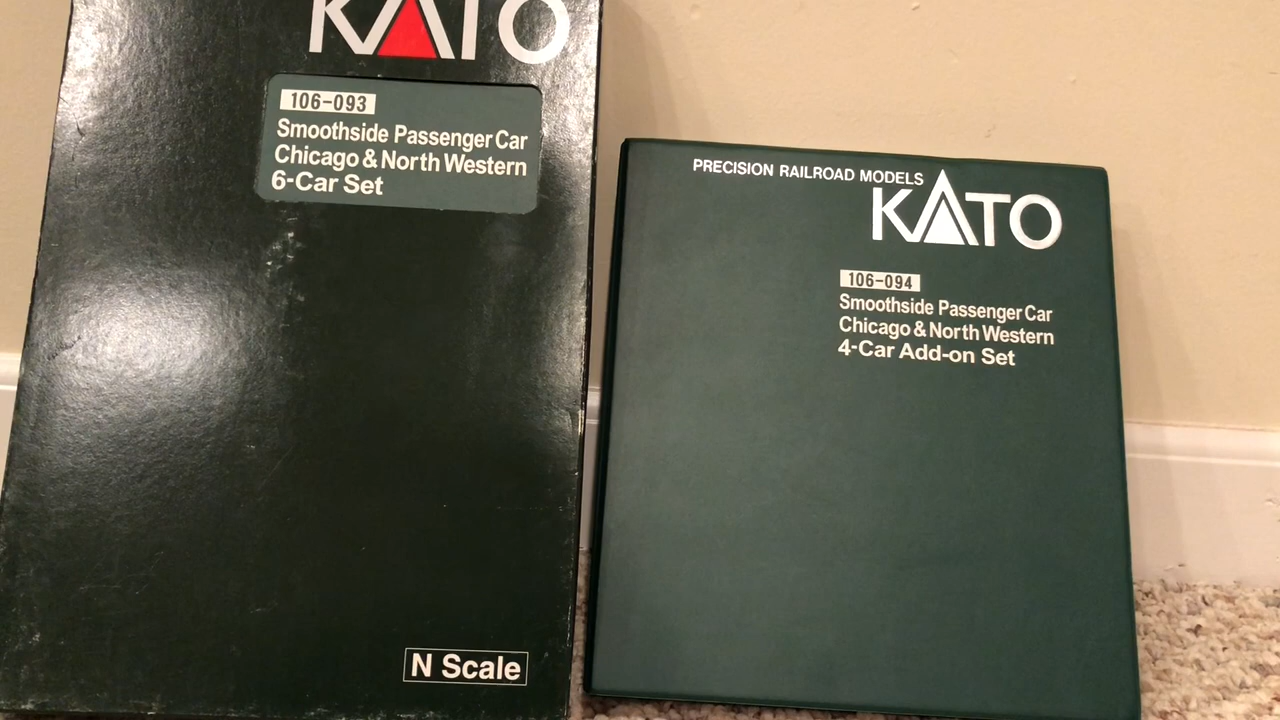 KATO
106-093
Smoothside Passenger Car
Chicago & North Western
6-Car Set
N Scale
PRECISION RAILROAD MODELS
KATO
106-094
Smoothside Passenger Car
Chicago & North Western
4-Car Add-on Set